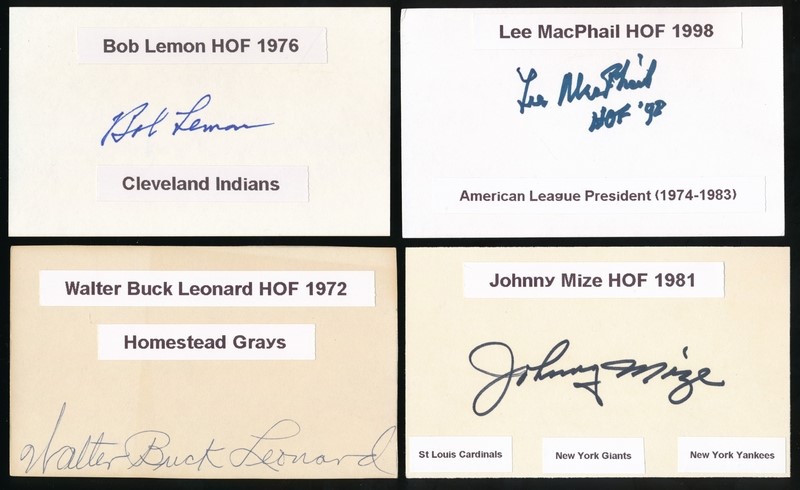 Bob Lemon HOF 1976
Bob Lemon
Cleveland Indians
Lee MacPhail HOF 1998
Lee MacPhail
HOF '98
American League President (1974-1983)
Walter Buck Leonard HOF 1972
Homestead Grays
Walter Buck Leonard
Johnny Mize HOF 1981
Johnny Mize
St Louis Cardinals
New York Giants
New York Yankees